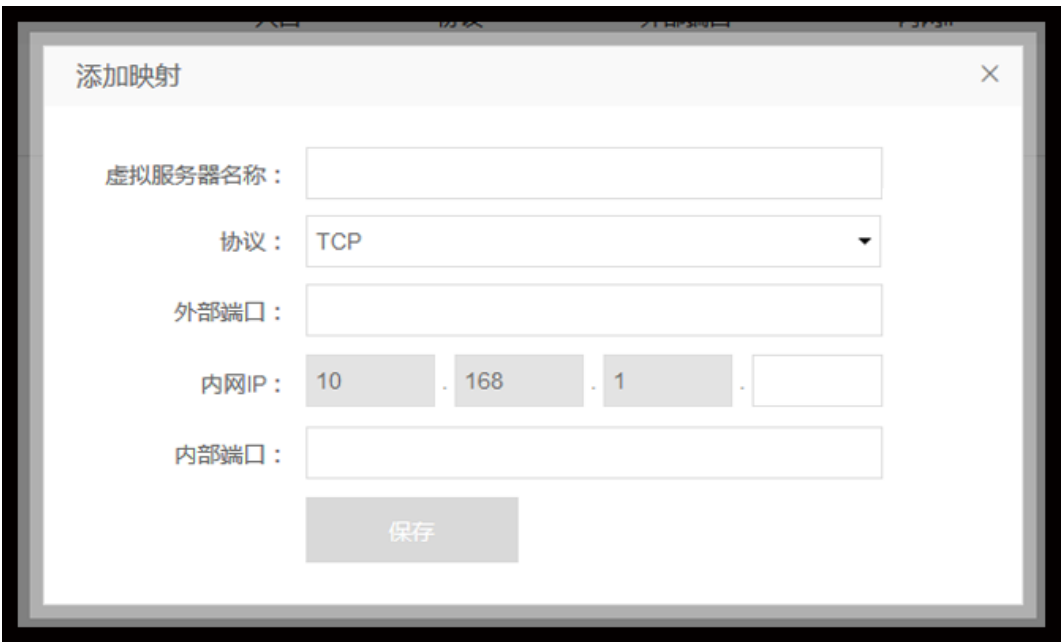 添加映射 ×
虚拟服务器名称：
协议： TCP
外部端口：
内网IP： 10 . 168 . 1 .
内部端口：
保存